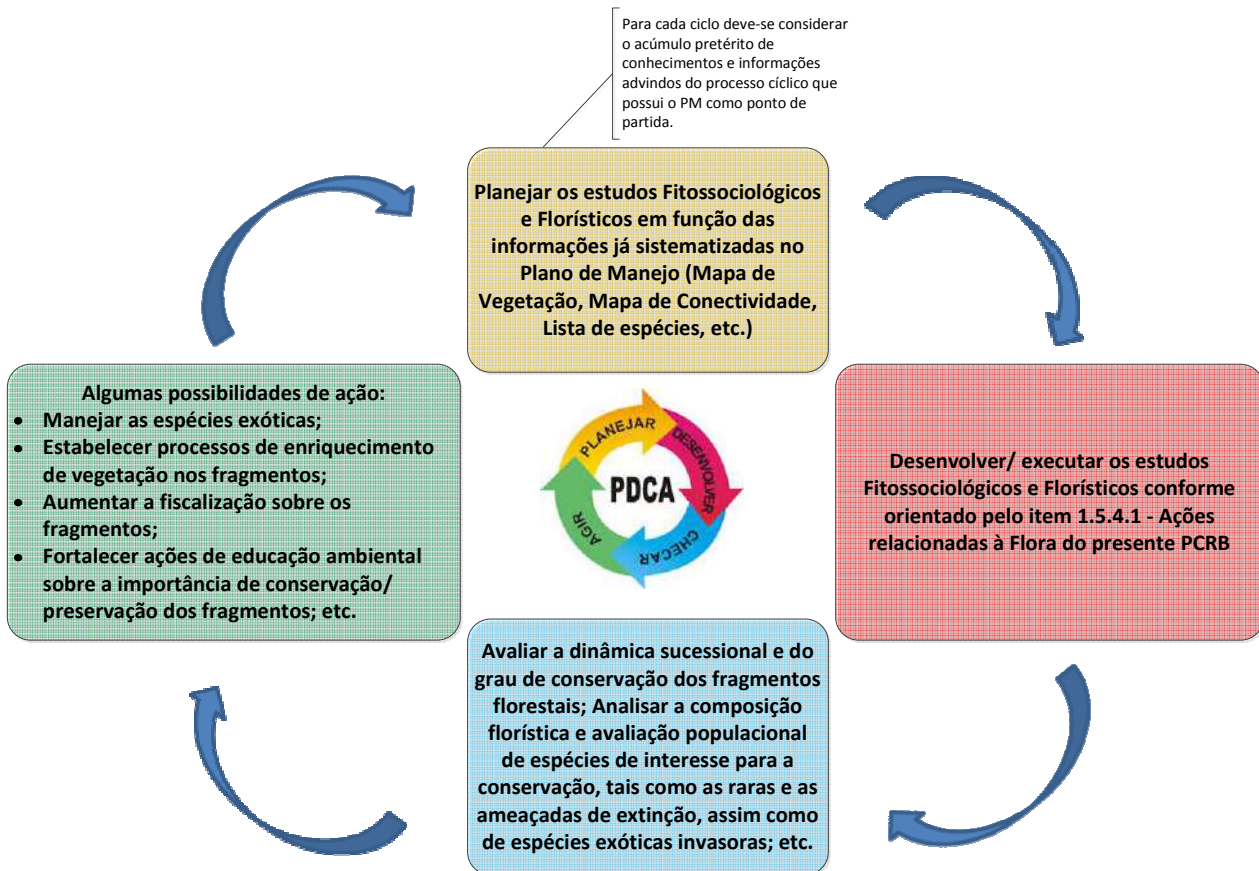 Para cada ciclo deve-se considerar
o acúmulo pretérito de
conhecimentos e informações
advindos do processo cíclico que
possui o PM como ponto de
partida.
Planejar os estudos Fitossociológicos
e Florísticos em função das
informações já sistematizadas no
Plano de Manejo (Mapa de
Vegetação, Mapa de Conectividade,
Lista de espécies, etc.)
Algumas possibilidades de ação:
• Manejar as espécies exóticas;
• Estabelecer processos de enriquecimento
de vegetação nos fragmentos;
• Aumentar a fiscalização sobre os
fragmentos;
• Fortalecer ações de educação ambiental
sobre a importância de conservação/
preservação dos fragmentos; etc.
PLANEJAR
DESENVOLVER
CHECAR
AGIR
PDCA
Desenvolver/ executar os estudos
Fitossociológicos e Florísticos conforme
orientado pelo item 1.5.4.1 - Ações
relacionadas à Flora do presente PCRB
Avaliar a dinâmica sucessional e do
grau de conservação dos fragmentos
florestais; Analisar a composição
florística e avaliação populacional
de espécies de interesse para a
conservação, tais como as raras e as
ameaçadas de extinção, assim como
de espécies exóticas invasoras; etc.